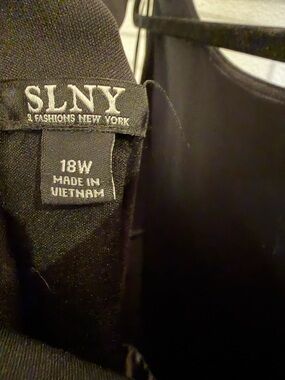 SLNY
FASHIONS NEW YORK
18W
MADE IN
VIETNAM